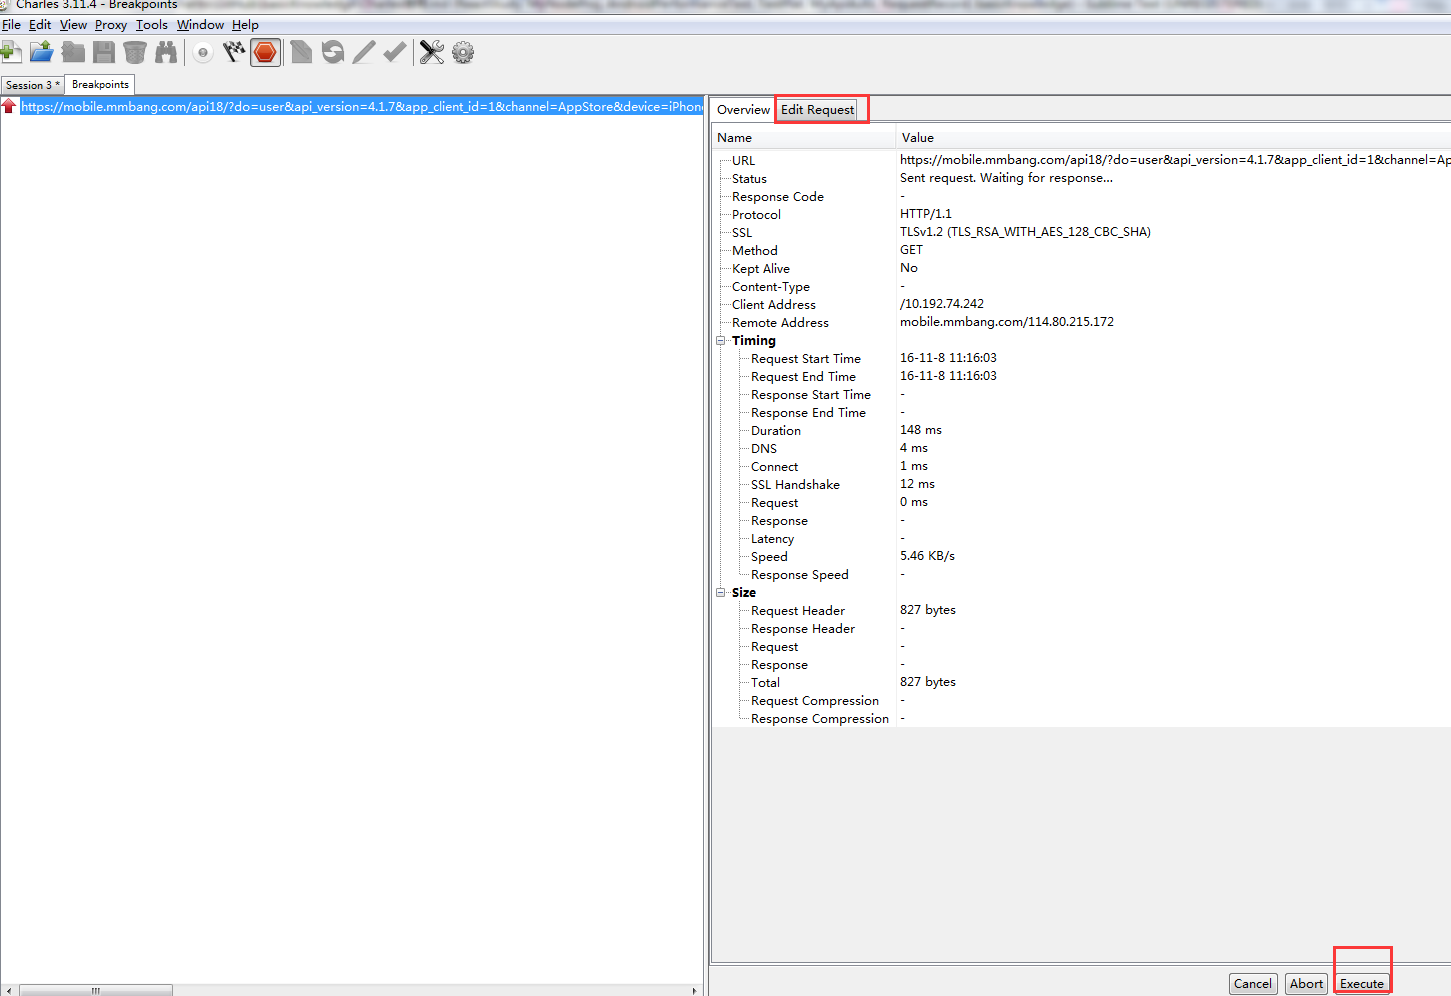 Charles 3.11.4 - Breakpoints
File Edit View Proxy Tools Window Help
Session 3 * Breakpoints
https://mobile.mmbang.com/api18/?do=user&api_version=4.1.7&app_client_id=1&channel=AppStore&device=iPhone
Overview Edit Request
Name Value
URL https://mobile.mmbang.com/api18/?do=user&api_version=4.1.7&app_client_id=1&channel=Ap
Status Sent request. Waiting for response...
Response Code -
Protocol HTTP/1.1
SSL TLSv1.2 (TLS_RSA_WITH_AES_128_CBC_SHA)
Method GET
Kept Alive No
Content-Type -
Client Address /10.192.74.242
Remote Address mobile.mmbang.com/114.80.215.172
Timing
Request Start Time 16-11-8 11:16:03
Request End Time 16-11-8 11:16:03
Response Start Time -
Response End Time -
Duration 148 ms
DNS 4 ms
Connect 1 ms
SSL Handshake 12 ms
Request 0 ms
Response -
Latency -
Speed 5.46 KB/s
Response Speed -
Size
Request Header 827 bytes
Response Header -
Request -
Response -
Total 827 bytes
Request Compression -
Response Compression -
Cancel Abort Execute